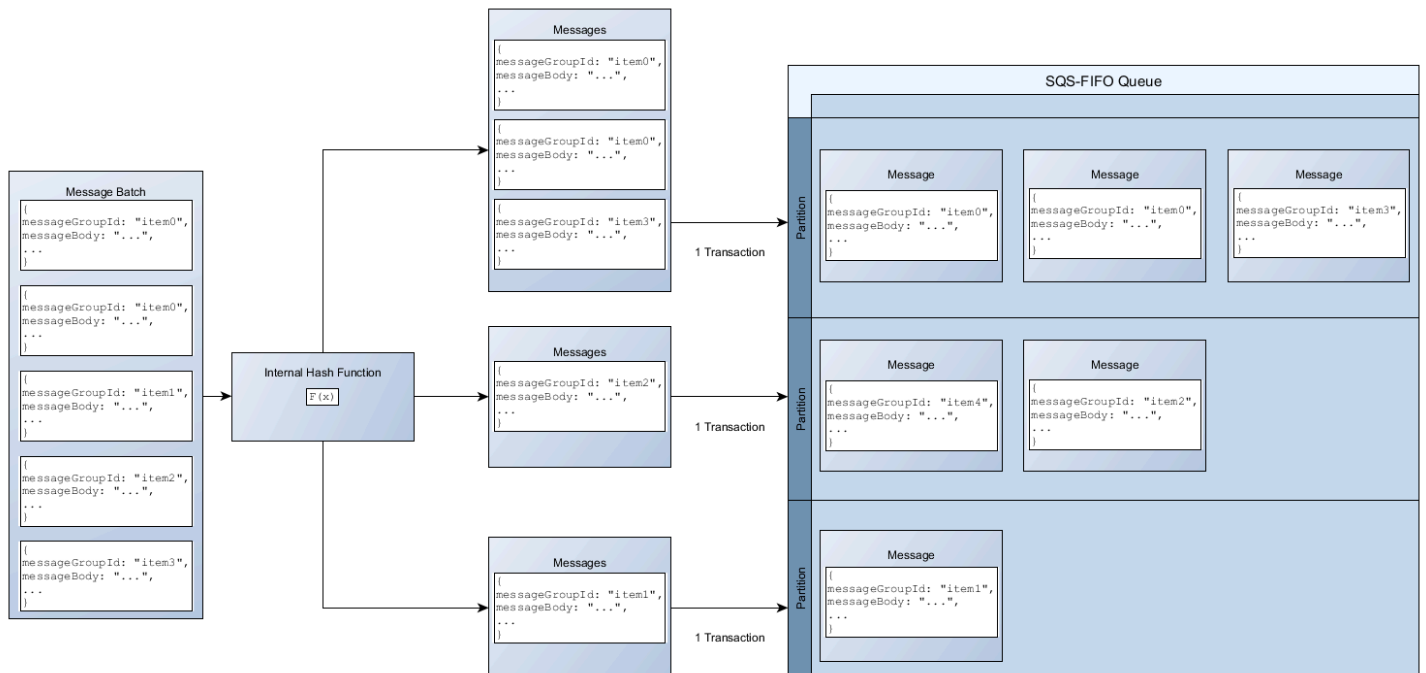 Message Batch
{
messageGroupId: "item0",
messageBody: "...",
...
}
{
messageGroupId: "item0",
messageBody: "...",
...
}
{
messageGroupId: "item1",
messageBody: "...",
...
}
{
messageGroupId: "item2",
messageBody: "...",
...
}
{
messageGroupId: "item3",
messageBody: "...",
...
}
Internal Hash Function
F(x)
Messages
{
messageGroupId: "item0",
messageBody: "...",
...
}
{
messageGroupId: "item0",
messageBody: "...",
...
}
{
messageGroupId: "item3",
messageBody: "...",
...
}
1 Transaction
Messages
{
messageGroupId: "item2",
messageBody: "...",
...
}
1 Transaction
Messages
{
messageGroupId: "item1",
messageBody: "...",
...
}
1 Transaction
SQS-FIFO Queue
Partition
Message
{
messageGroupId: "item0",
messageBody: "...",
...
}
Message
{
messageGroupId: "item0",
messageBody: "...",
...
}
Message
{
messageGroupId: "item3",
messageBody: "...",
...
}
Partition
Message
{
messageGroupId: "item4",
messageBody: "...",
...
}
Message
{
messageGroupId: "item2",
messageBody: "...",
...
}
Partition
Message
{
messageGroupId: "item1",
messageBody: "...",
...
}